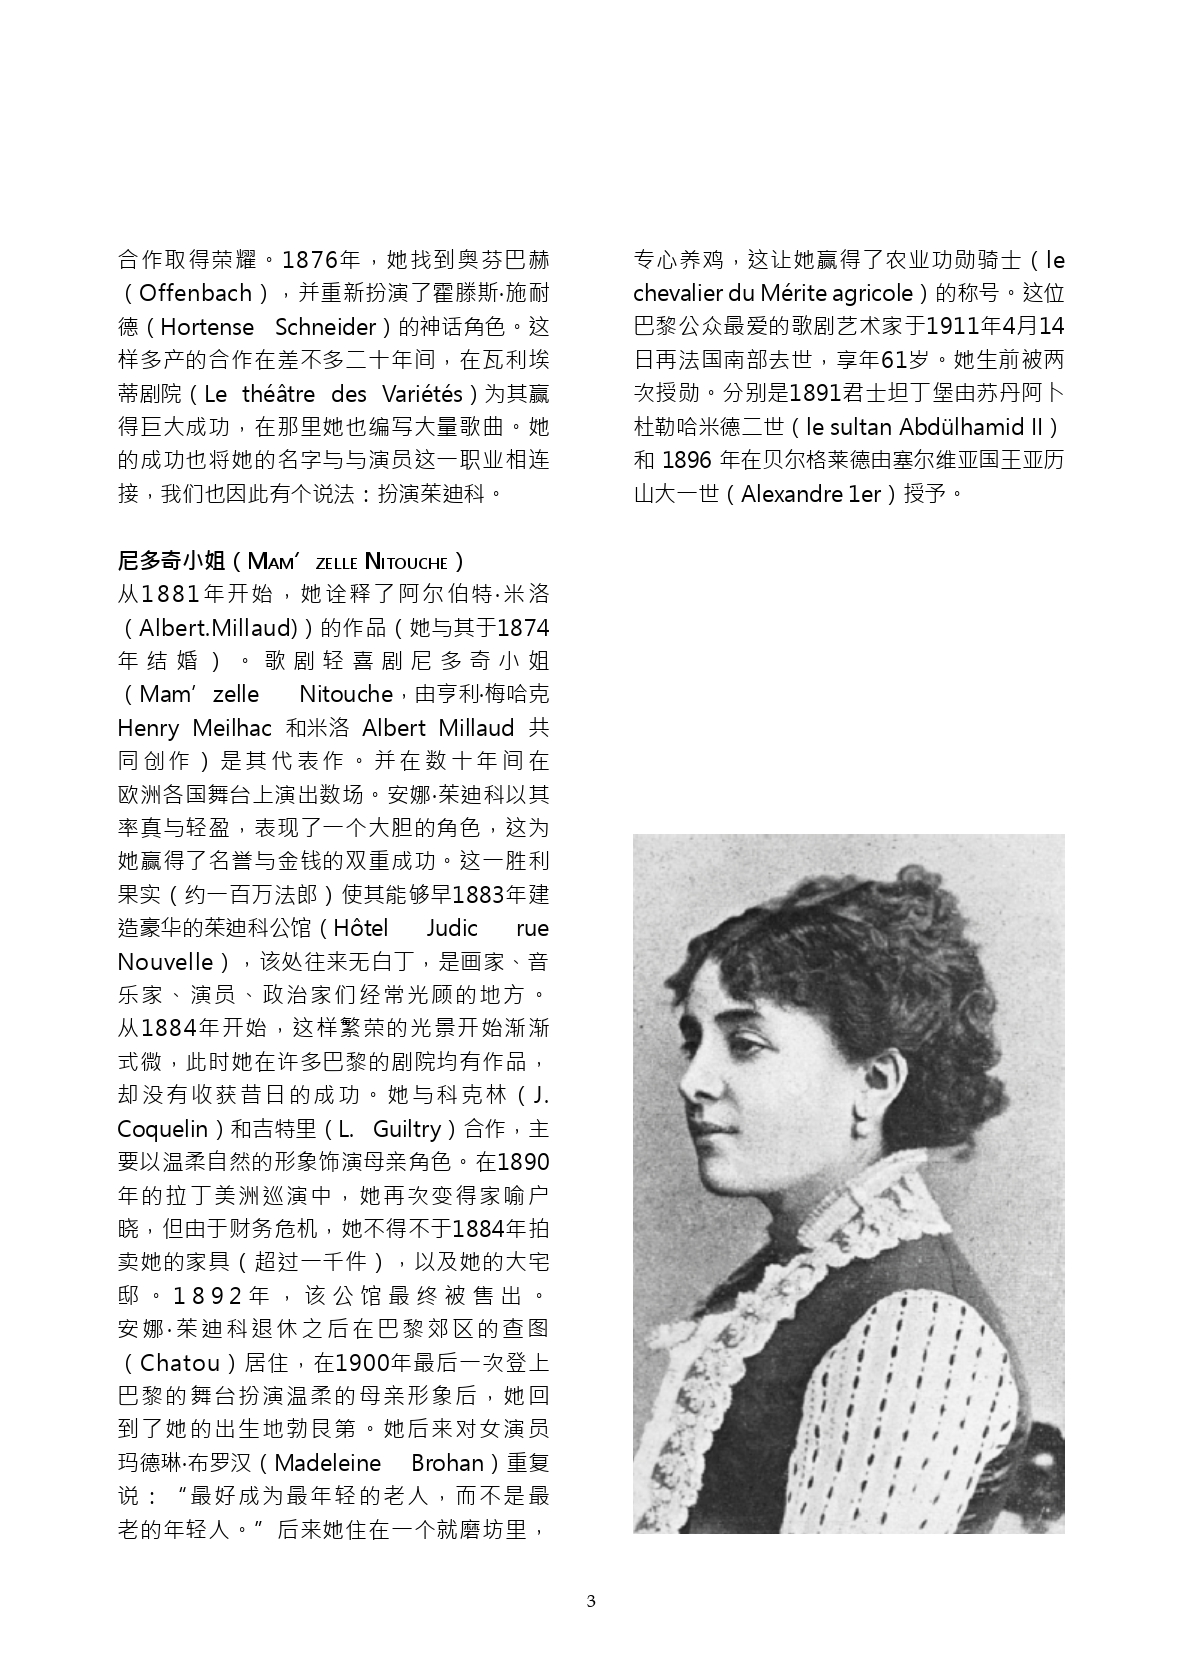 合作取得荣耀。1876年，她找到奥芬巴赫
（Offenbach），并重新扮演了霍滕斯·施耐
德（Hortense Schneider）的神话角色。这
样多产的合作在差不多二十年间，在瓦利埃
蒂剧院（Le théâtre des Variétés）为其赢
得巨大成功，在那里她也编写大量歌曲。她
的成功也将她的名字与与演员这一职业相连
接，我们也因此有个说法：扮演茱迪科。
尼多奇小姐（Mam’zelle Nitouche）
从1881年开始，她诠释了阿尔伯特·米洛
（Albert.Millaud)）的作品（她与其于1874
年结婚）。歌剧轻喜剧尼多奇小姐
（Mam’zelle Nitouche，由亨利·梅哈克
Henry Meilhac 和米洛 Albert Millaud 共
同创作）是其代表作。并在数十年间在
欧洲各国舞台上演出数场。安娜·茱迪科以其
率真与轻盈，表现了一个大胆的角色，这为
她赢得了名誉与金钱的双重成功。这一胜利
果实（约一百万法郎）使其能够早1883年建
造豪华的茱迪科公馆（Hôtel Judic rue
Nouvelle），该处往来无白丁，是画家、音
乐家、演员、政治家们经常光顾的地方。
从1884年开始，这样繁荣的光景开始渐渐
式微，此时她在许多巴黎的剧院均有作品，
却没有收获昔日的成功。她与科克林（J.
Coquelin）和吉特里（L. Guiltry）合作，主
要以温柔自然的形象饰演母亲角色。在1890
年的拉丁美洲巡演中，她再次变得家喻户
晓，但由于财务危机，她不得不于1884年拍
卖她的家具（超过一千件），以及她的大宅
邸。1892年，该公馆最终被售出。
安娜·茱迪科退休之后在巴黎郊区的查图
（Chatou）居住，在1900年最后一次登上
巴黎的舞台扮演温柔的母亲形象后，她回
到了她的出生地勃艮第。她后来对女演员
玛德琳·布罗汉（Madeleine Brohan）重复
说：“最好成为最年轻的老人，而不是最
老的年轻人。”后来她住在一个就磨坊里，
专心养鸡，这让她赢得了农业功勋骑士（le
chevalier du Mérite agricole）的称号。这位
巴黎公众最爱的歌剧艺术家于1911年4月14
日再法国南部去世，享年61岁。她生前被两
次授勋。分别是1891君士坦丁堡由苏丹阿卜
杜勒哈米德二世（le sultan Abdülhamid II）
和 1896 年在贝尔格莱德由塞尔维亚国王亚历
山大一世（Alexandre 1er）授予。
3